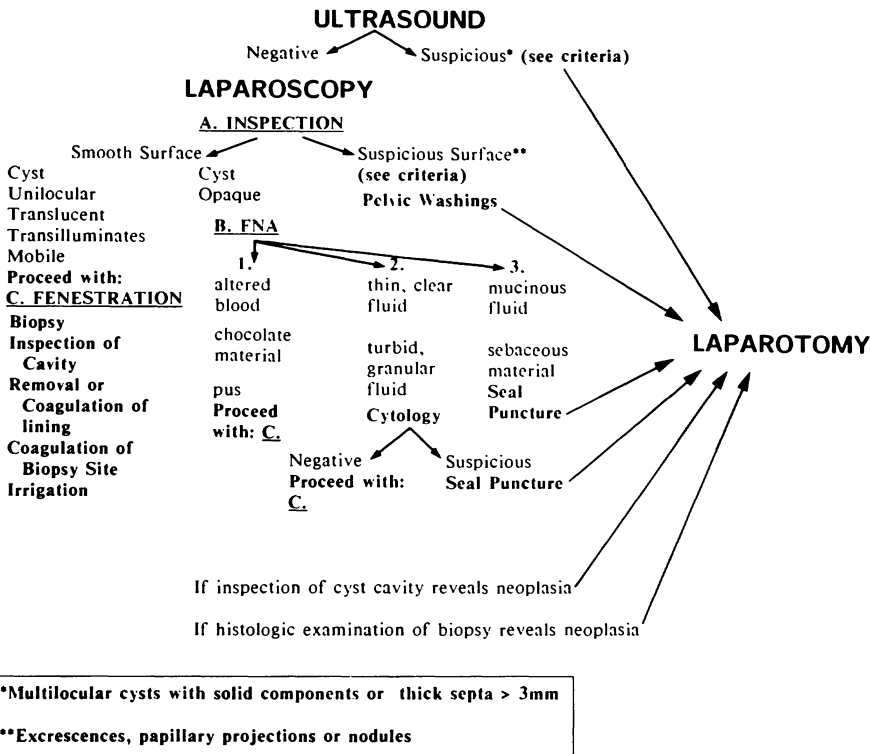 ULTRASOUND
Negative
Suspicious* (see criteria)
LAPAROSCOPY
A. INSPECTION
Smooth Surface
Suspicious Surface**
(see criteria)
Pelvic Washings
Cyst
Unilocular
Translucent
Transilluminates
Mobile
Proceed with:
C. FENESTRATION
Biopsy
Inspection of
Cavity
Removal or
Coagulation of
lining
Coagulation of
Biopsy Site
Irrigation
Cyst
Opaque
B. FNA
1.
altered
blood
chocolate
material
pus
Proceed
with: C.
2.
thin, clear
fluid
turbid,
granular
fluid
Cytology
Negative
Proceed with:
C.
Suspicious
Seal Puncture
3.
mucinous
fluid
sebaceous
material
Seal
Puncture
LAPAROTOMY
If inspection of cyst cavity reveals neoplasia
If histologic examination of biopsy reveals neoplasia
*Multilocular cysts with solid components or thick septa > 3mm
**Excrescences, papillary projections or nodules